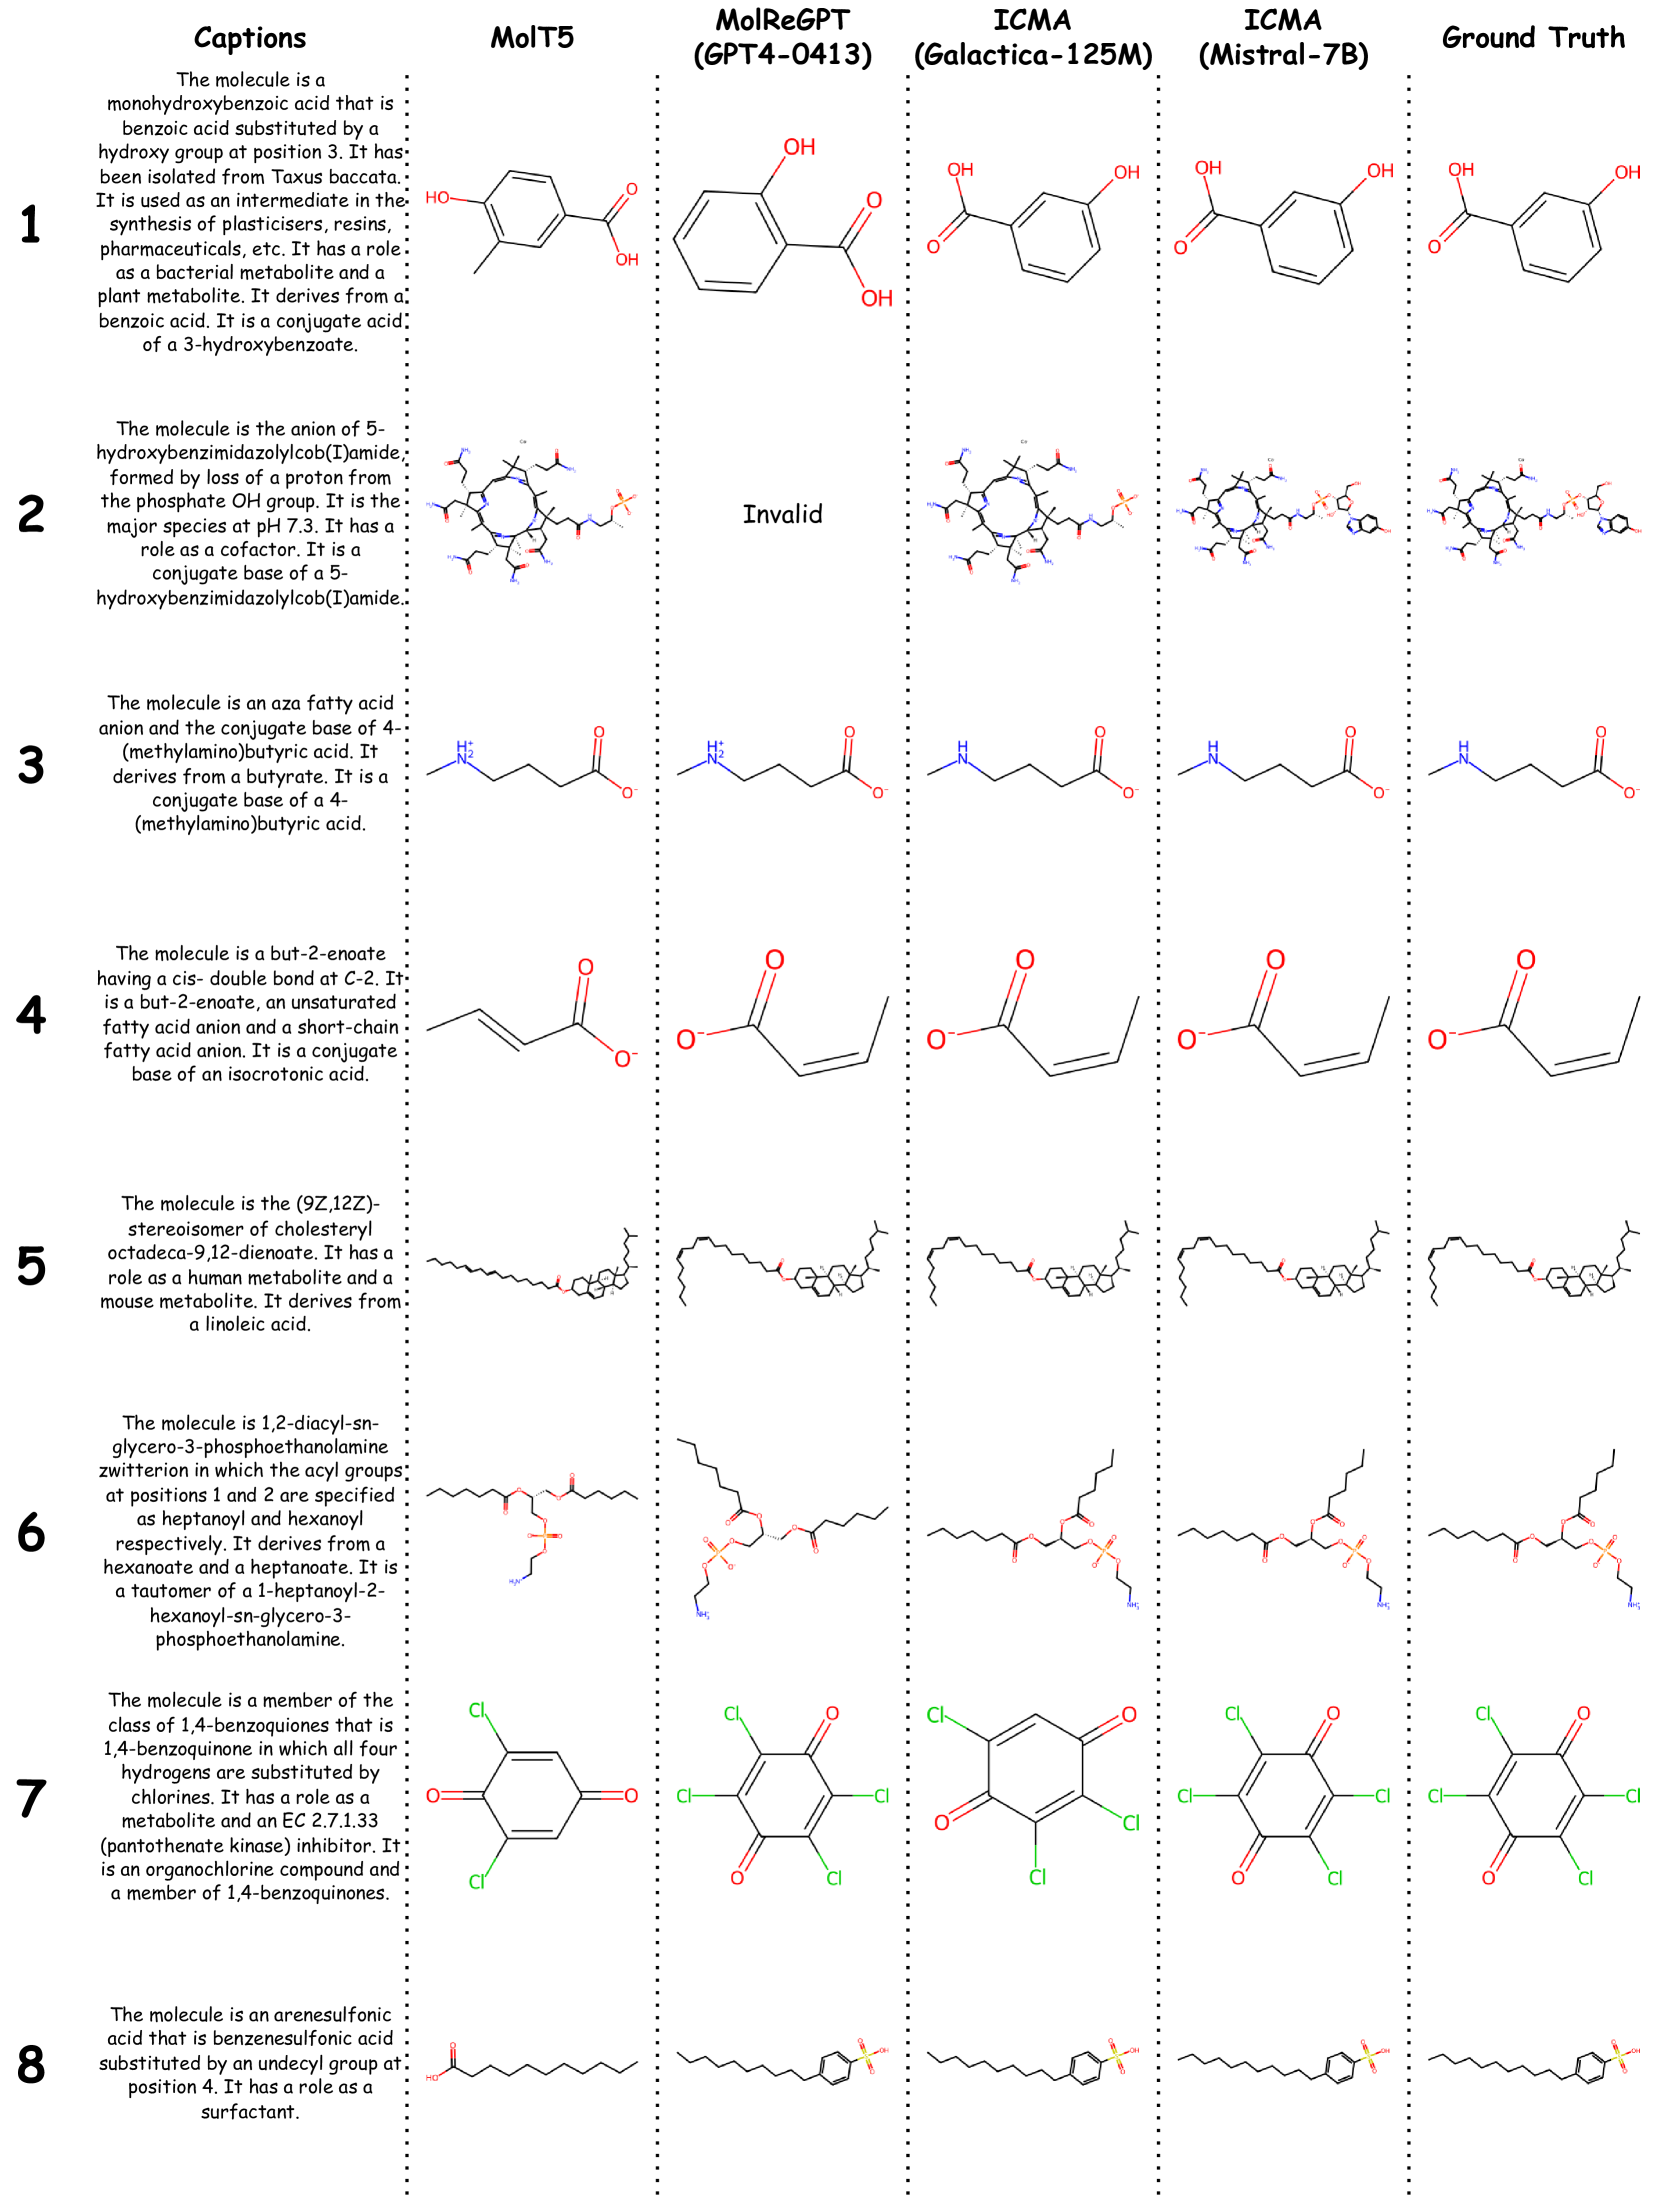 Captions
MolT5
MolReGPT
(GPT4-0413)
ICMA
(Galactica-125M)
ICMA
(Mistral-7B)
Ground Truth
1
The molecule is a
monohydroxybenzoic acid that is
benzoic acid substituted by a
hydroxy group at position 3. It has
been isolated from Taxus baccata.
It is used as an intermediate in the
synthesis of plasticisers, resins,
pharmaceuticals, etc. It has a role
as a bacterial metabolite and a
plant metabolite. It derives from a
benzoic acid. It is a conjugate acid
of a 3-hydroxybenzoate.
HO O OH
OH O OH
OH O OH
OH O OH
OH O OH
2
The molecule is the anion of 5-
hydroxybenzimidazolylcob(I)amide,
formed by loss of a proton from
the phosphate OH group. It is the
major species at pH 7.3. It has a
role as a cofactor. It is a
conjugate base of a 5-
hydroxybenzimidazolylcob(I)amide.
Invalid
3
The molecule is an aza fatty acid
anion and the conjugate base of 4-
(methylamino)butyric acid. It
derives from a butyrate. It is a
conjugate base of a 4-
(methylamino)butyric acid.
H2+ N O O-
H2+ N O O-
H N O O-
H N O O-
H N O O-
4
The molecule is a but-2-enoate
having a cis- double bond at C-2. It
is a but-2-enoate, an unsaturated
fatty acid anion and a short-chain
fatty acid anion. It is a conjugate
base of an isocrotonic acid.
O O-
O O-
O O-
O O-
O O-
5
The molecule is the (9Z,12Z)-
stereoisomer of cholesteryl
octadeca-9,12-dienoate. It has a
role as a human metabolite and a
mouse metabolite. It derives from
a linoleic acid.
6
The molecule is 1,2-diacyl-sn-
glycero-3-phosphoethanolamine
zwitterion in which the acyl groups
at positions 1 and 2 are specified
as heptanoyl and hexanoyl
respectively. It derives from a
hexanoate and a heptanoate. It is
a tautomer of a 1-heptanoyl-2-
hexanoyl-sn-glycero-3-
phosphoethanolamine.
7
The molecule is a member of the
class of 1,4-benzoquiones that is
1,4-benzoquinone in which all four
hydrogens are substituted by
chlorines. It has a role as a
metabolite and an EC 2.7.1.33
(pantothenate kinase) inhibitor. It
is an organochlorine compound and
a member of 1,4-benzoquinones.
Cl O O Cl
Cl O Cl Cl O Cl
Cl O O Cl Cl
Cl O Cl Cl O Cl
Cl O Cl Cl O Cl
8
The molecule is an arenesulfonic
acid that is benzenesulfonic acid
substituted by an undecyl group at
position 4. It has a role as a
surfactant.
O HO
O S OH O
O S OH O
O S OH O
O S OH O